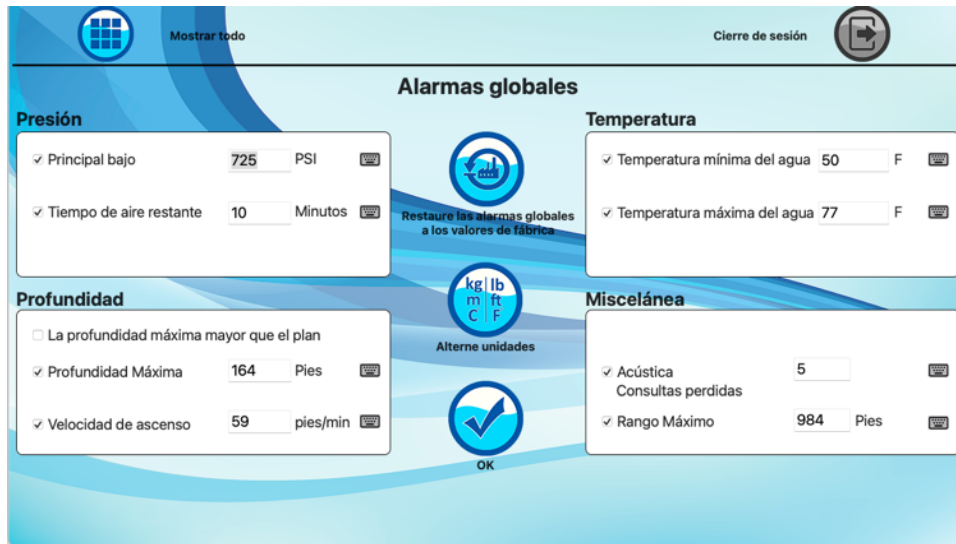 Mostrar todo
Cierre de sesión
Alarmas globales
Presión
Principal bajo 725 PSI
Tiempo de aire restante 10 Minutos
Restaure las alarmas globales
a los valores de fábrica
Temperatura
Temperatura mínima del agua 50 F
Temperatura máxima del agua 77 F
Profundidad
La profundidad máxima mayor que el plan
Profundidad Máxima 164 Pies
Velocidad de ascenso 59 pies/min
kg lb
m ft
C F
Alterne unidades
OK
Miscelánea
Acústica 5
Consultas perdidas
Rango Máximo 984 Pies